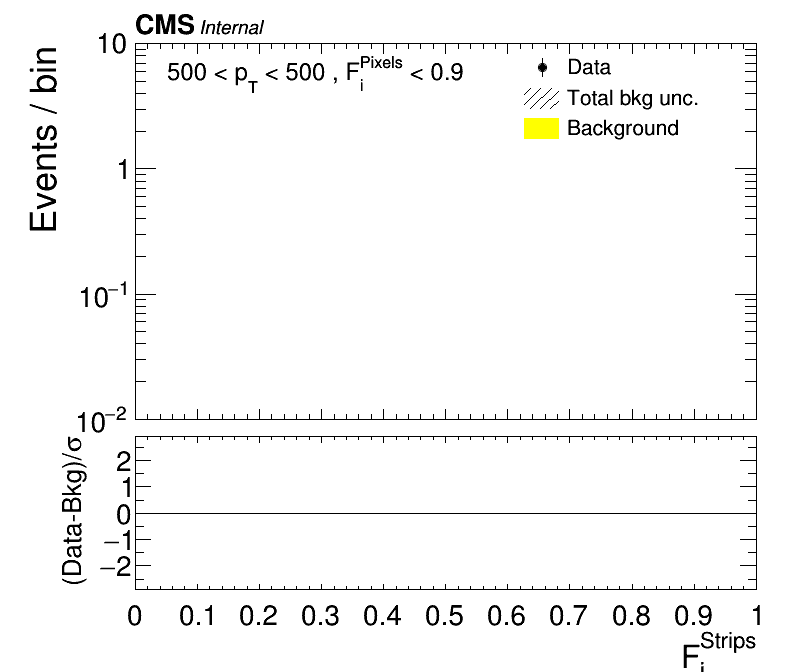 CMS Internal
500 < p_T < 500 , F_i^Pixels < 0.9
Data
Total bkg unc.
Background
Events / bin
10
1
10^−1
10^−2
(Data-Bkg)/σ
2
1
0
−1
−2
0 0.1 0.2 0.3 0.4 0.5 0.6 0.7 0.8 0.9 1
F_i^Strips